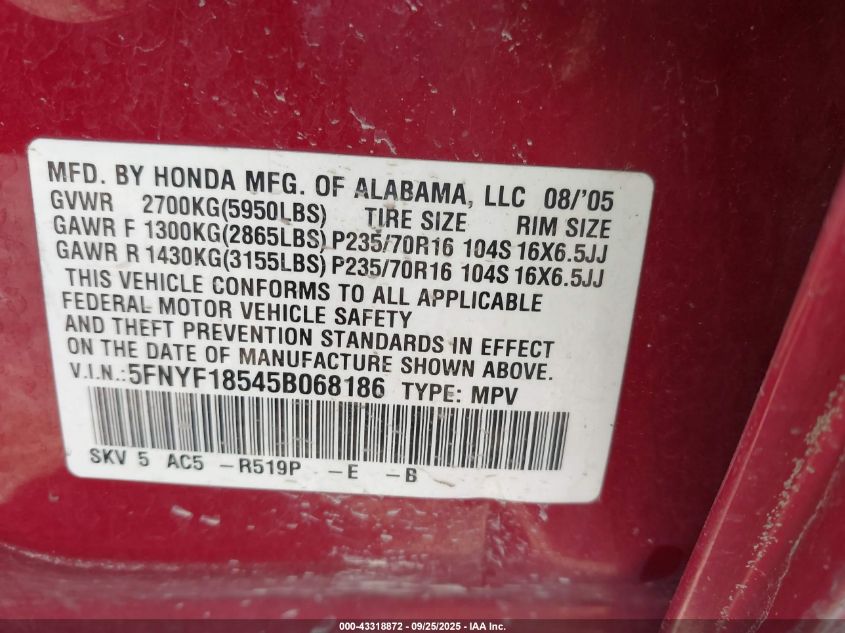 MFD. BY HONDA MFG. OF ALABAMA, LLC 08/'05
GVWR 2700KG(5950LBS) TIRE SIZE RIM SIZE
GAWR F 1300KG(2865LBS) P235/70R16 104S 16X6.5JJ
GAWR R 1430KG(3155LBS) P235/70R16 104S 16X6.5JJ
THIS VEHICLE CONFORMS TO ALL APPLICABLE
FEDERAL MOTOR VEHICLE SAFETY
AND THEFT PREVENTION STANDARDS IN EFFECT
ON THE DATE OF MANUFACTURE SHOWN ABOVE.
V.I.N.:5FNYF18545B068186 TYPE: MPV
SKV 5 AC5 -R519P -E -B
000-43318872 - 09/25/2025 - IAA Inc.